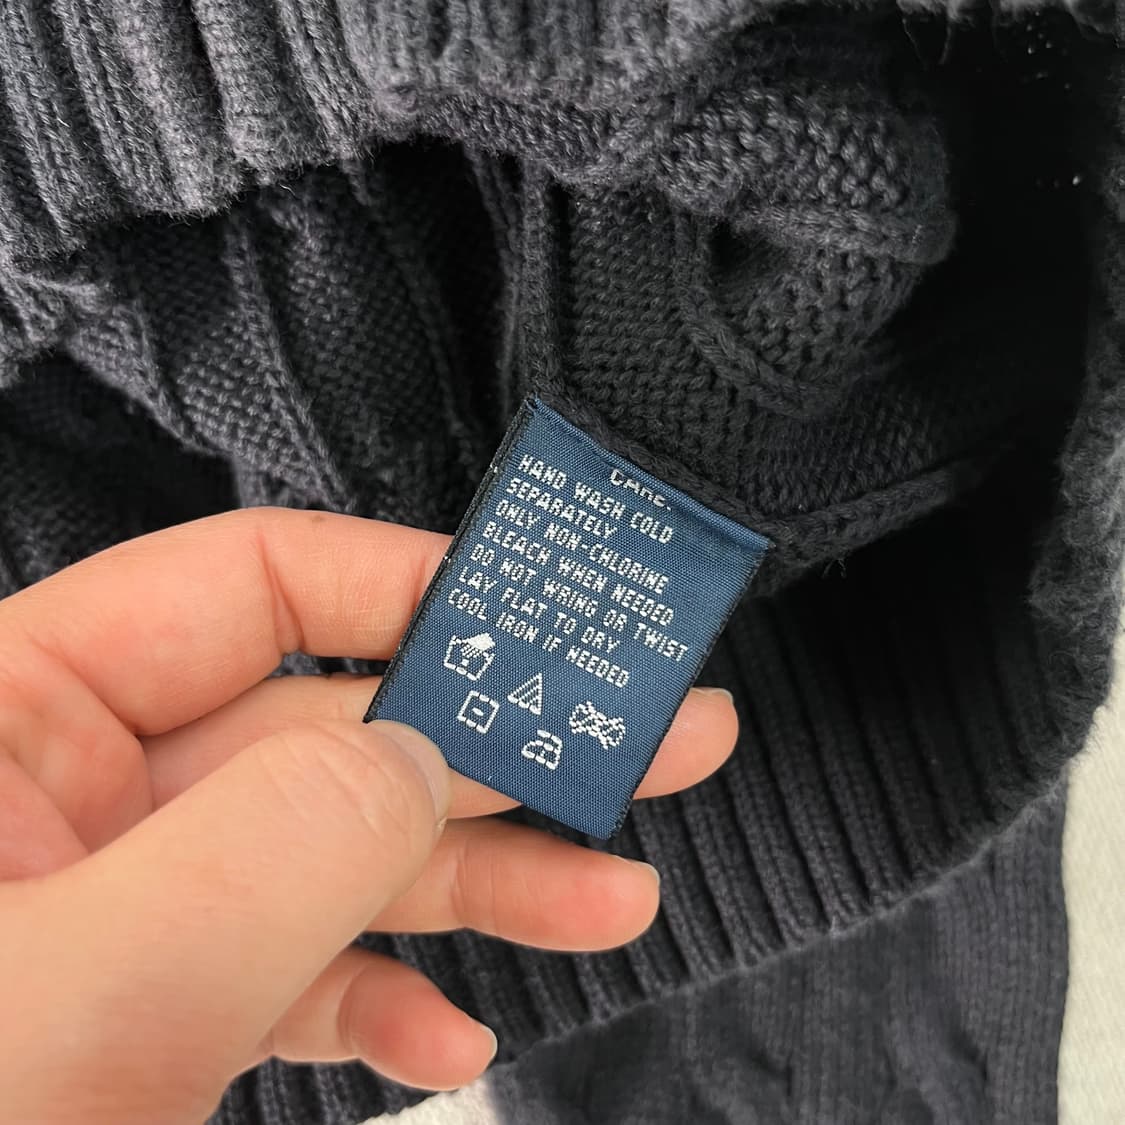 CARE:
HAND WASH COLD
SEPARATELY
ONLY NON-CHLORINE
BLEACH WHEN NEEDED
DO NOT WRING OR TWIST
LAY FLAT TO DRY
COOL IRON IF NEEDED